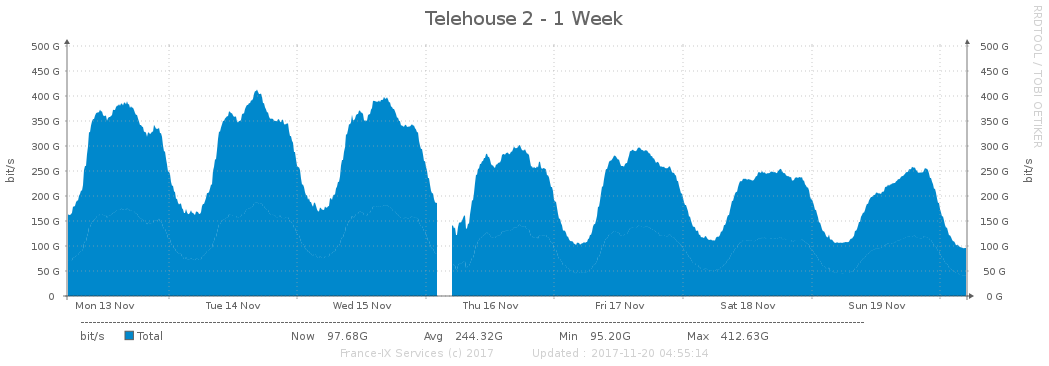 Telehouse 2 - 1 Week
RRDTOOL / TOBI OETIKER
bit/s
500 G
450 G
400 G
350 G
300 G
250 G
200 G
150 G
100 G
50 G
0
500 G
450 G
400 G
350 G
300 G
250 G
200 G
150 G
100 G
50 G
0 G
bit/s
Mon 13 Nov Tue 14 Nov Wed 15 Nov Thu 16 Nov Fri 17 Nov Sat 18 Nov Sun 19 Nov
bit/s Total Now 97.68G Avg 244.32G Min 95.20G Max 412.63G
France-IX Services (c) 2017 Updated : 2017-11-20 04:55:14